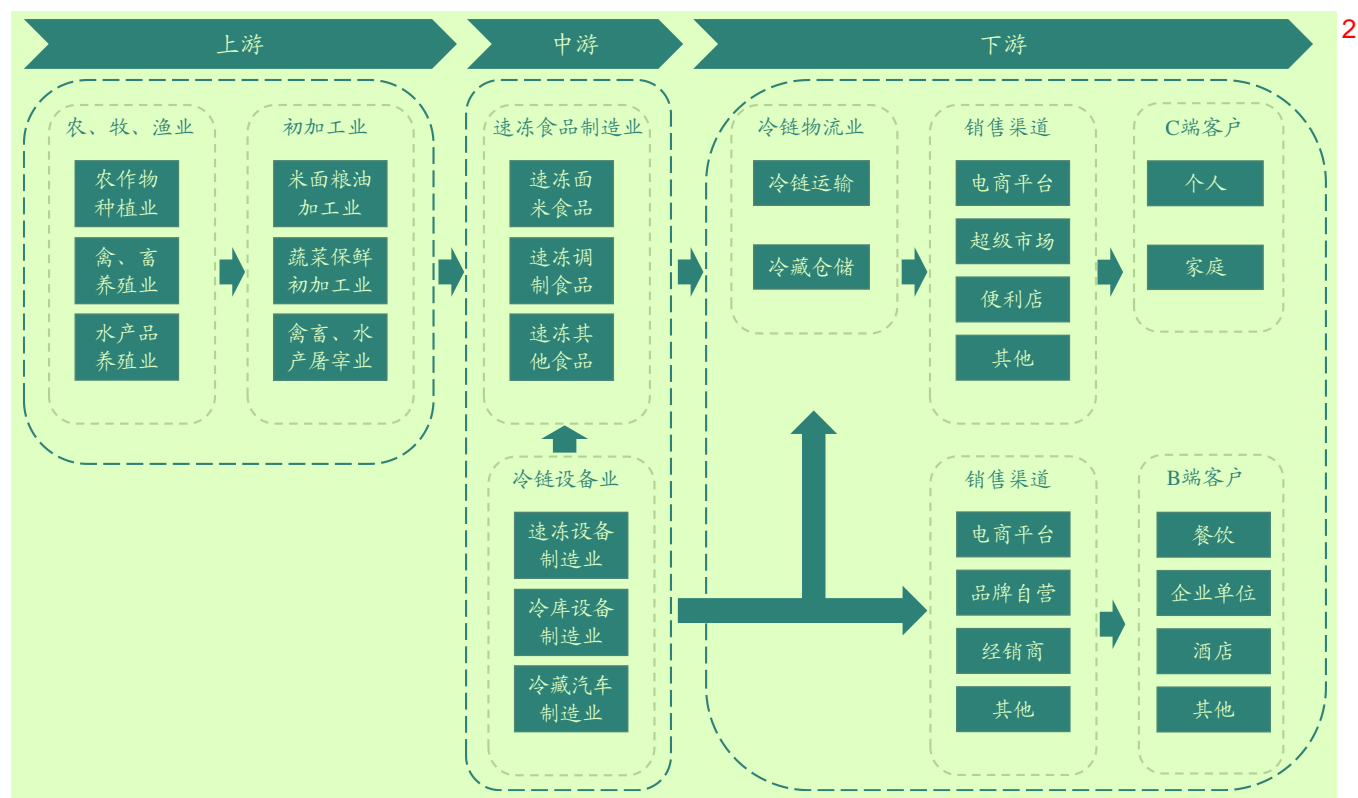 上游
中游
下游
2
农、牧、渔业
农作物
种植业
禽、畜
养殖业
水产品
养殖业
初加工业
米面粮油
加工业
蔬菜保鲜
初加工业
禽畜、水
产屠宰业
速冻食品制造业
速冻面
米食品
速冻调
制食品
速冻其
他食品
冷链设备业
速冻设备
制造业
冷库设备
制造业
冷藏汽车
制造业
冷链物流业
冷链运输
冷藏仓储
销售渠道
电商平台
超级市场
便利店
其他
C端客户
个人
家庭
销售渠道
电商平台
品牌自营
经销商
其他
B端客户
餐饮
企业单位
酒店
其他